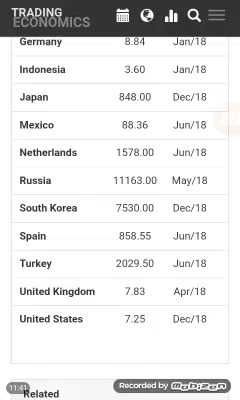 TRADING
ECONOMICS
Germany 8.84 Jan/18
Indonesia 3.60 Jan/18
Japan 848.00 Dec/18
Mexico 88.36 Jun/18
Netherlands 1578.00 Jun/18
Russia 11163.00 May/18
South Korea 7530.00 Dec/18
Spain 858.55 Jun/18
Turkey 2029.50 Jun/18
United Kingdom 7.83 Apr/18
United States 7.25 Dec/18
11:41
Recorded by mobizen
Related